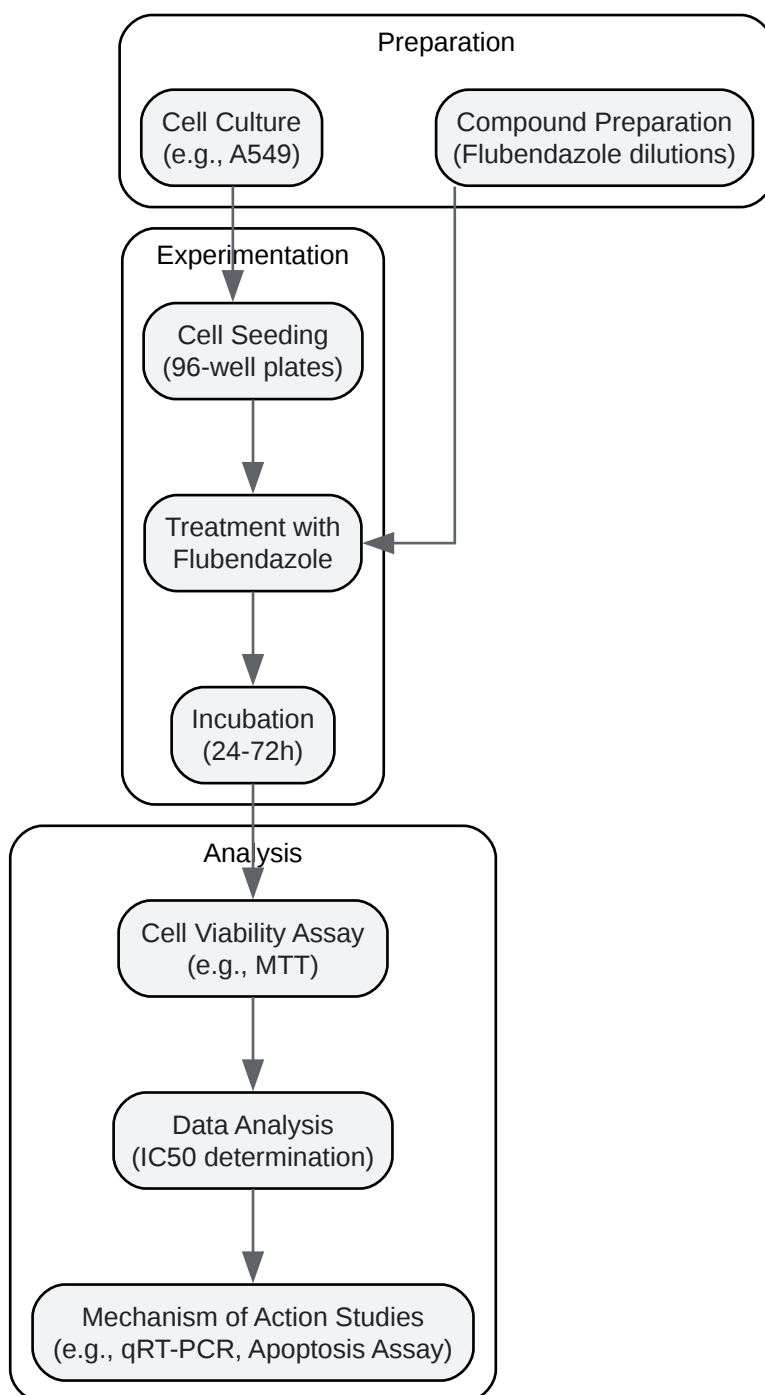 Preparation
Cell Culture
(e.g., A549)
Compound Preparation
(Flubendazole dilutions)
Experimentation
Cell Seeding
(96-well plates)
Treatment with
Flubendazole
Incubation
(24-72h)
Analysis
Cell Viability Assay
(e.g., MTT)
Data Analysis
(IC50 determination)
Mechanism of Action Studies
(e.g., qRT-PCR, Apoptosis Assay)